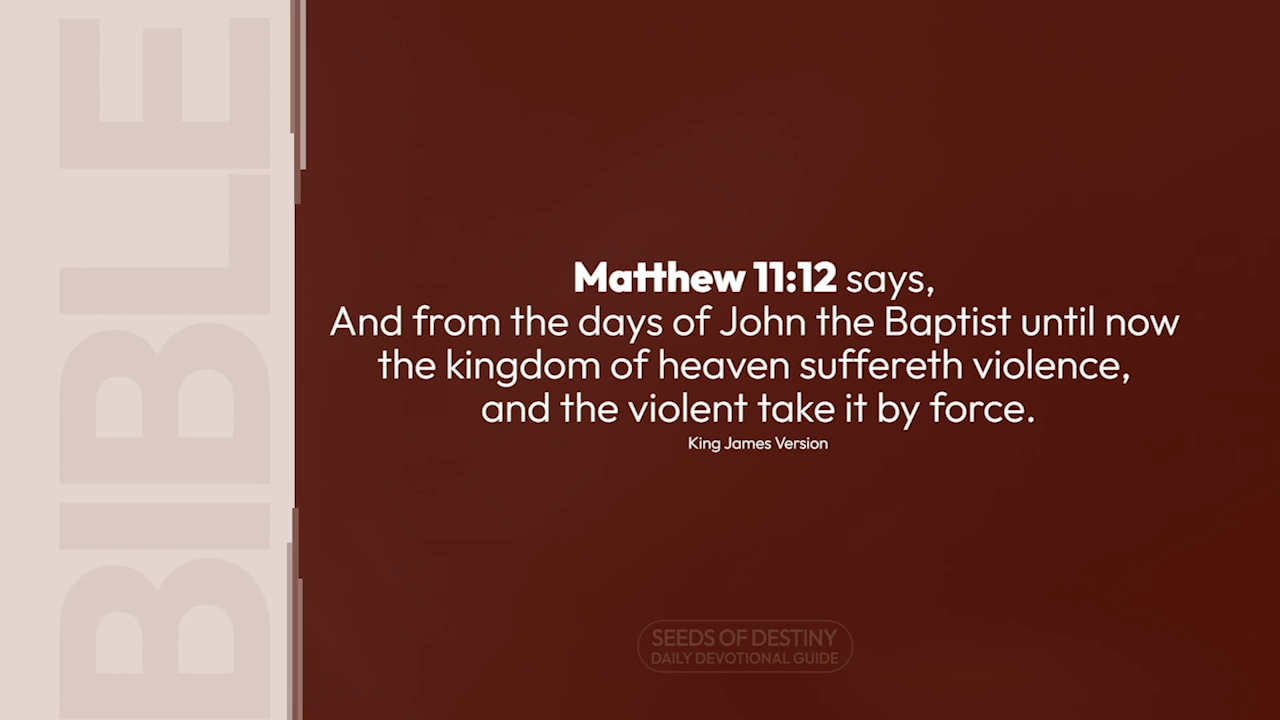 BIBLE
Matthew 11:12 says,
And from the days of John the Baptist until now
the kingdom of heaven suffereth violence,
and the violent take it by force.
King James Version
SEEDS OF DESTINY
DAILY DEVOTIONAL GUIDE